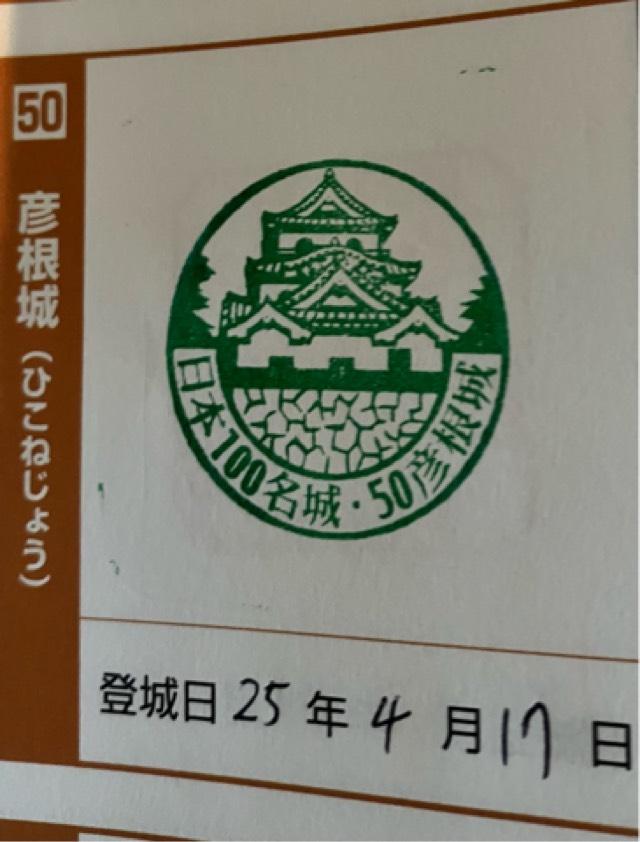 50
彦根城(ひこねじょう)
日本100名城・50彦根城
登城日 25 年 4 月 17 日